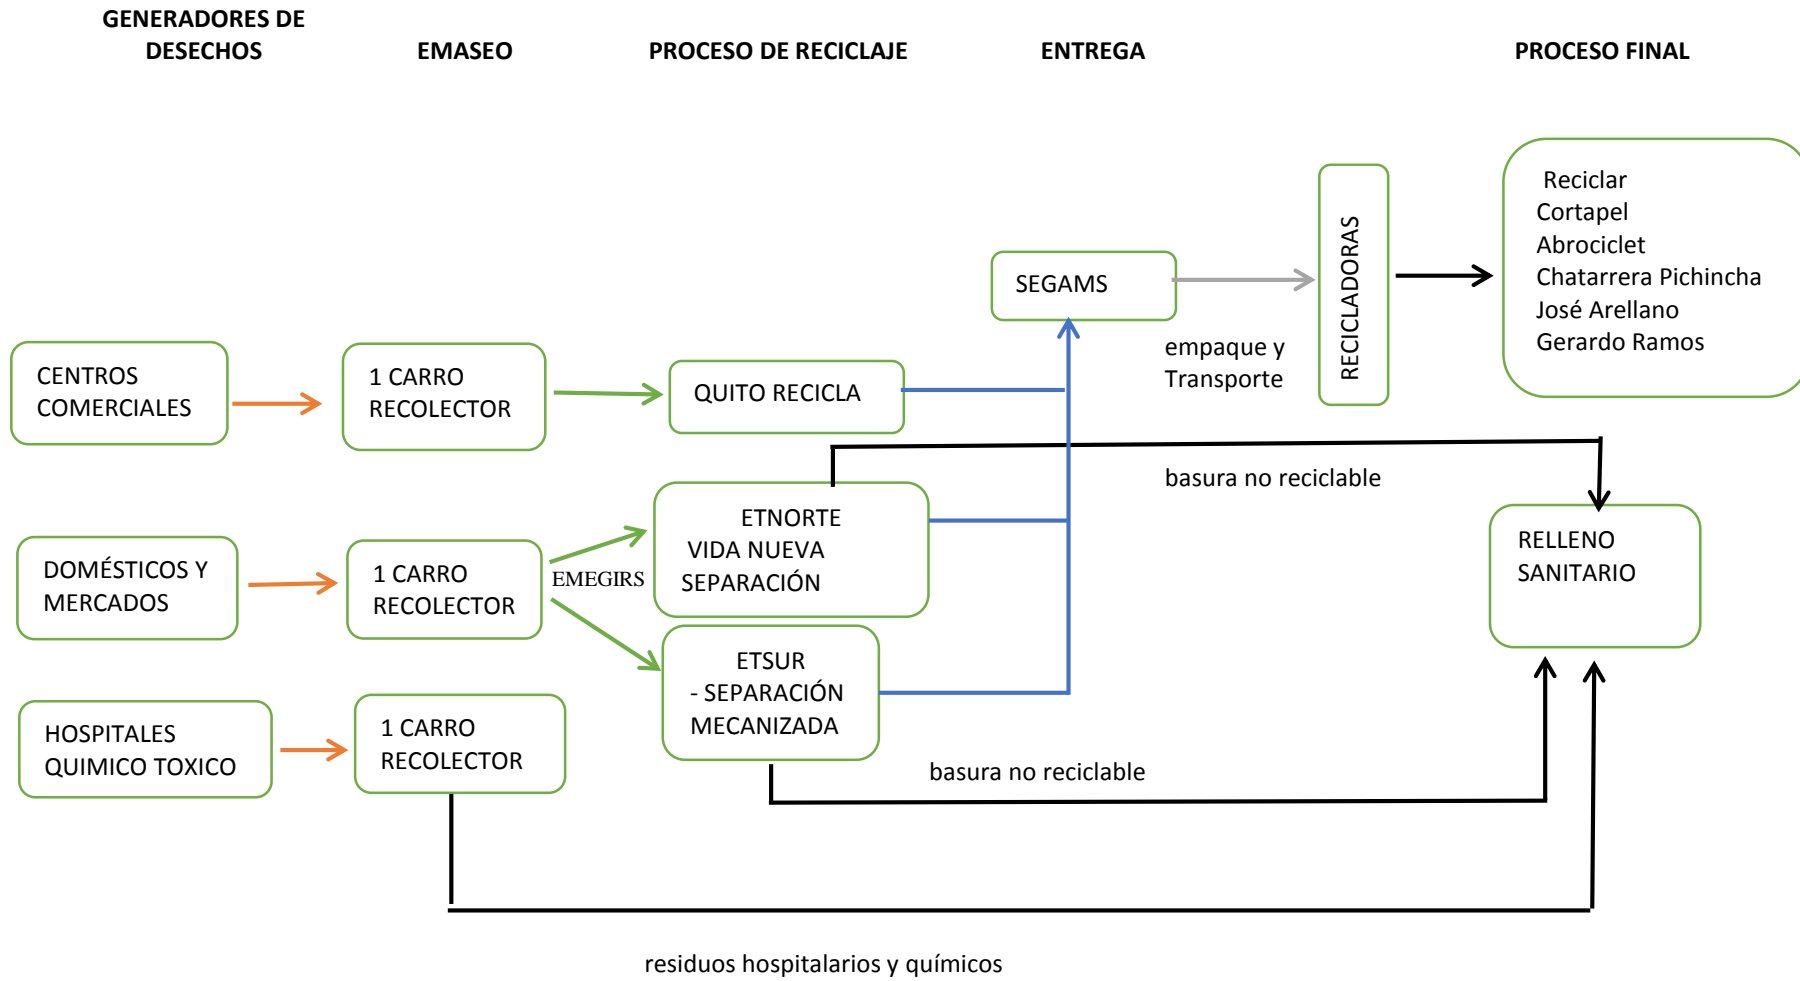 GENERADORES DE
DESECHOS
EMASEO
PROCESO DE RECICLAJE
ENTREGA
PROCESO FINAL
Reciclar
Cortapel
Abrociclet
Chatarrera Pichincha
José Arellano
Gerardo Ramos
RECICLADORAS
SEGAMS
empaque y
Transporte
CENTROS
COMERCIALES
1 CARRO
RECOLECTOR
QUITO RECICLA
basura no reciclable
ETNORTE
VIDA NUEVA
SEPARACIÓN
RELLENO
SANITARIO
DOMÉSTICOS Y
MERCADOS
1 CARRO
RECOLECTOR
EMEGIRS
ETSUR
- SEPARACIÓN
MECANIZADA
HOSPITALES
QUIMICO TOXICO
1 CARRO
RECOLECTOR
basura no reciclable
residuos hospitalarios y químicos